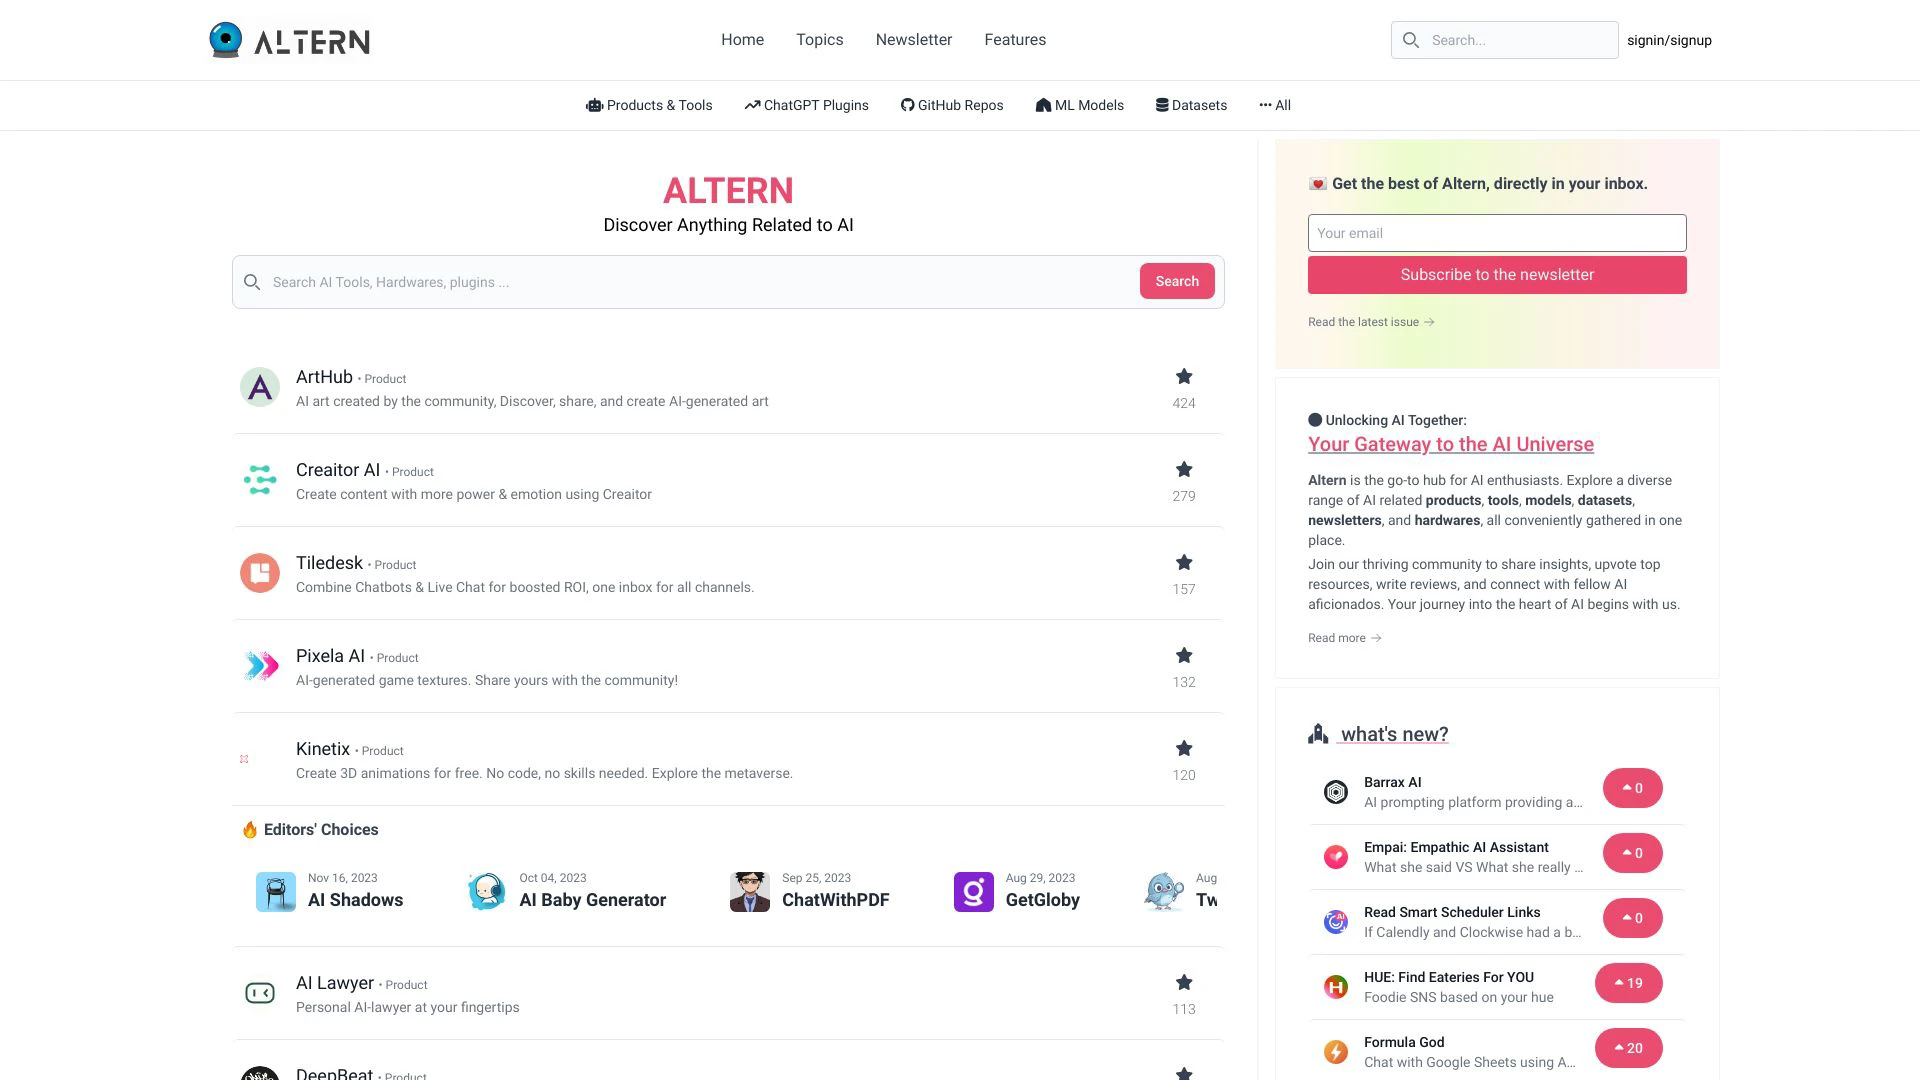 ALTERN
Home
Topics
Newsletter
Features
Search...
signin/signup
Products & Tools
ChatGPT Plugins
GitHub Repos
ML Models
Datasets
All
ALTERN
Discover Anything Related to AI
Search AI Tools, Hardwares, plugins ...
Search
ArtHub • Product
AI art created by the community, Discover, share, and create AI-generated art
424
Creaitor AI • Product
Create content with more power & emotion using Creaitor
279
Tiledesk • Product
Combine Chatbots & Live Chat for boosted ROI, one inbox for all channels.
157
Pixela AI • Product
AI-generated game textures. Share yours with the community!
132
Kinetix • Product
Create 3D animations for free. No code, no skills needed. Explore the metaverse.
120
Editors' Choices
Nov 16, 2023
AI Shadows
Oct 04, 2023
AI Baby Generator
Sep 25, 2023
ChatWithPDF
Aug 29, 2023
GetGloby
Aug
Tw
AI Lawyer • Product
Personal AI-lawyer at your fingertips
113
DeepBeat • Product
Get the best of Altern, directly in your inbox.
Your email
Subscribe to the newsletter
Read the latest issue →
Unlocking AI Together:
Your Gateway to the AI Universe
Altern is the go-to hub for AI enthusiasts. Explore a diverse
range of AI related products, tools, models, datasets,
newsletters, and hardwares, all conveniently gathered in one
place.
Join our thriving community to share insights, upvote top
resources, write reviews, and connect with fellow AI
aficionados. Your journey into the heart of AI begins with us.
Read more →
what's new?
Barrax AI
AI prompting platform providing a...
0
Empai: Empathic AI Assistant
What she said VS What she really ...
0
Read Smart Scheduler Links
If Calendly and Clockwise had a b...
0
HUE: Find Eateries For YOU
Foodie SNS based on your hue
19
Formula God
Chat with Google Sheets using A...
20